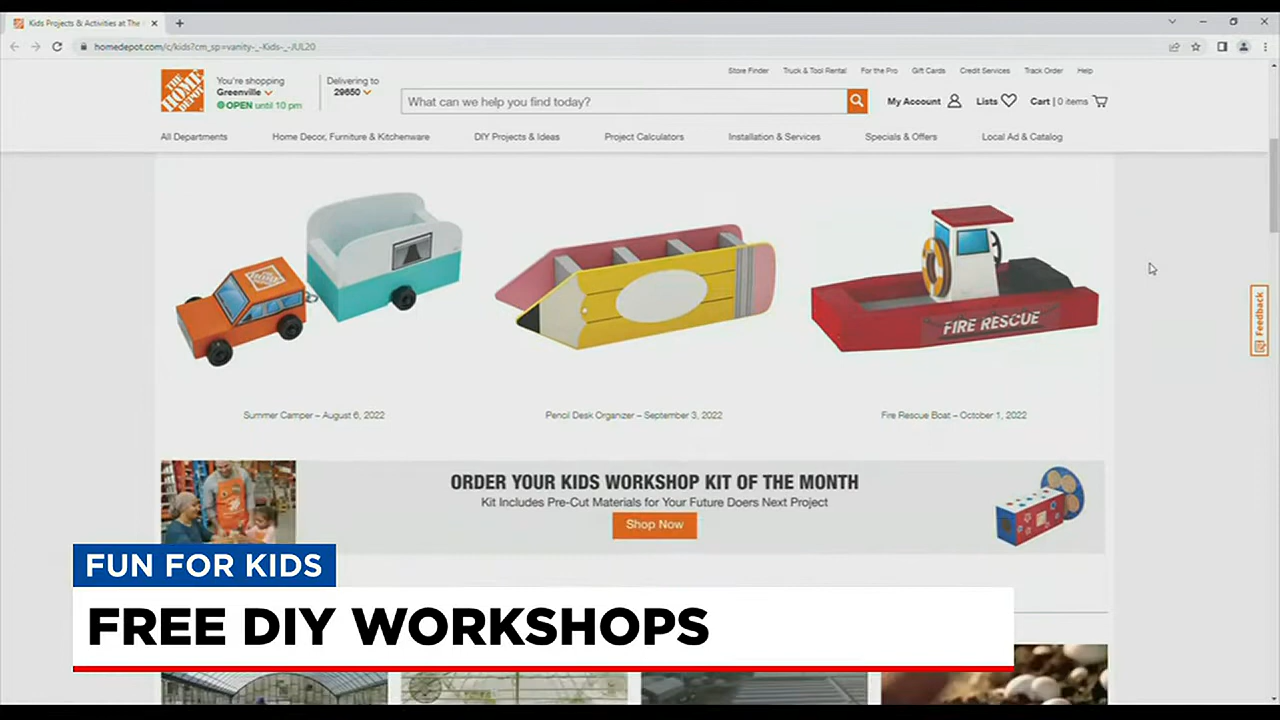 Kids Projects & Activities at The
homedepot.com/c/kids?cm_sp=vanity-_-Kids-_-JUL20
Store Finder Truck & Tool Rental For the Pro Gift Cards Credit Services Track Order Help
THE HOME DEPOT
You're shopping
Greenville
OPEN until 10 pm
Delivering to
29650
What can we help you find today?
My Account Lists Cart | 0 items
All Departments Home Decor, Furniture & Kitchenware DIY Projects & Ideas Project Calculators Installation & Services Specials & Offers Local Ad & Catalog
FIRE RESCUE
Feedback
Summer Camper – August 6, 2022 Pencil Desk Organizer – September 3, 2022 Fire Rescue Boat – October 1, 2022
ORDER YOUR KIDS WORKSHOP KIT OF THE MONTH
Kit Includes Pre-Cut Materials for Your Future Doers Next Project
Shop Now
FUN FOR KIDS
FREE DIY WORKSHOPS